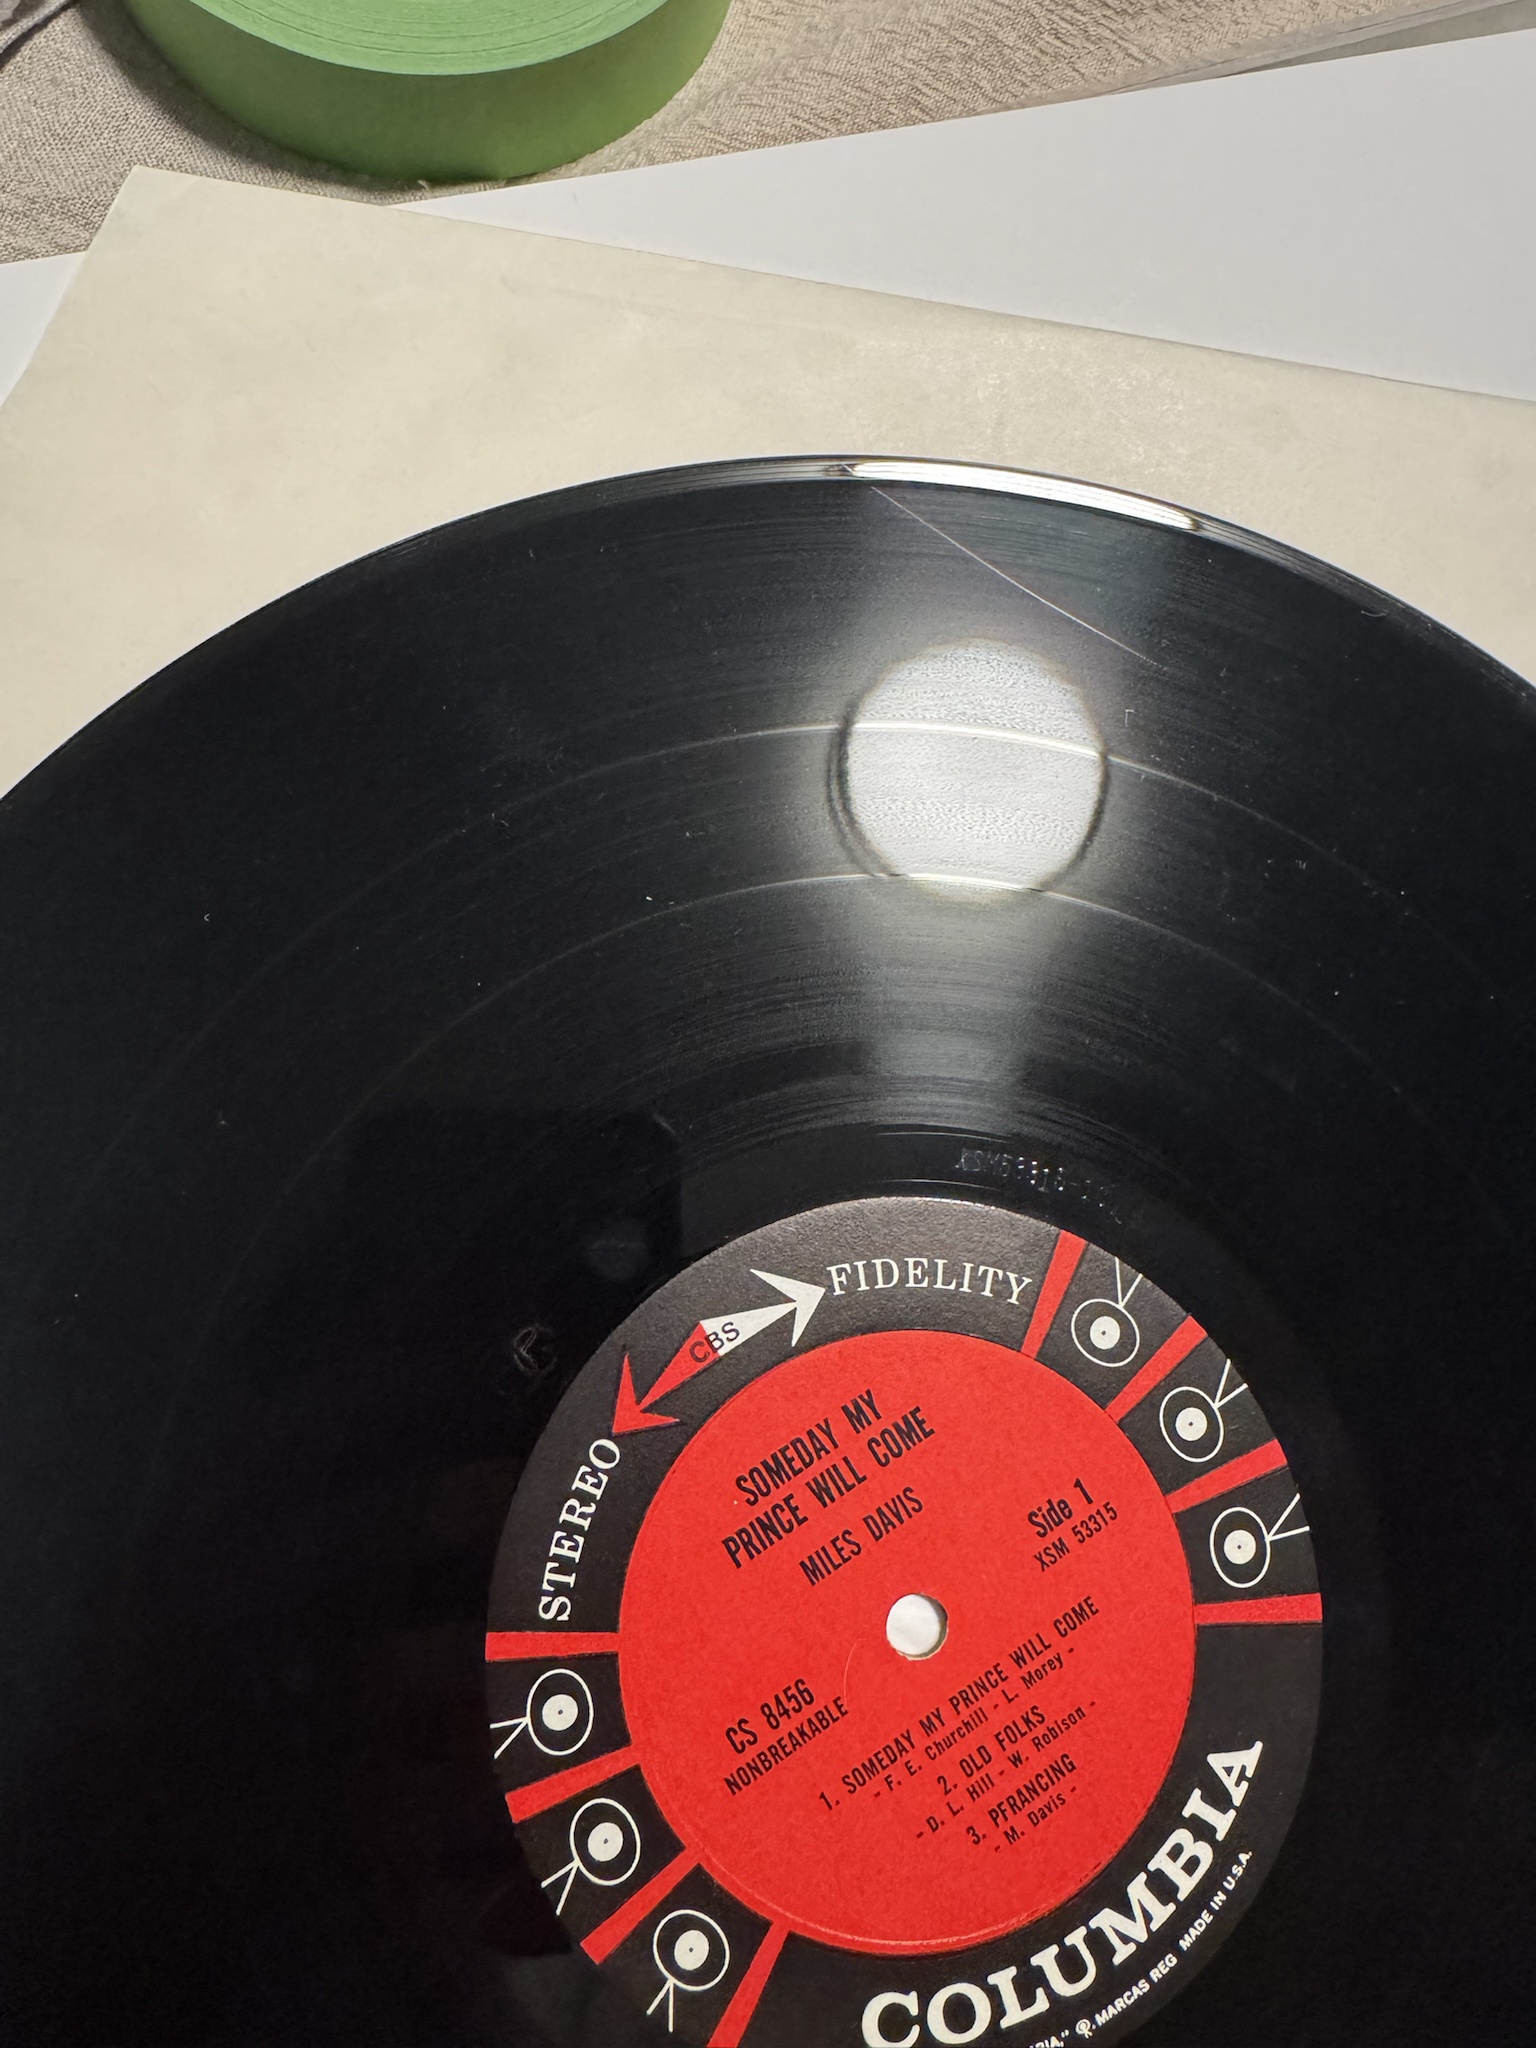 STEREO
CBS
FIDELITY
SOMEDAY MY
PRINCE WILL COME
MILES DAVIS
Side 1
XSM 53315
CS 8456
NONBREAKABLE
1. SOMEDAY MY PRINCE WILL COME
- F. E. Churchill - L. Morey -
2. OLD FOLKS
- D. L. Hill - W. Robison -
3. PFRANCING
- M. Davis -
COLUMBIA
Ⓡ. MARCAS REG MADE IN U.S.A.